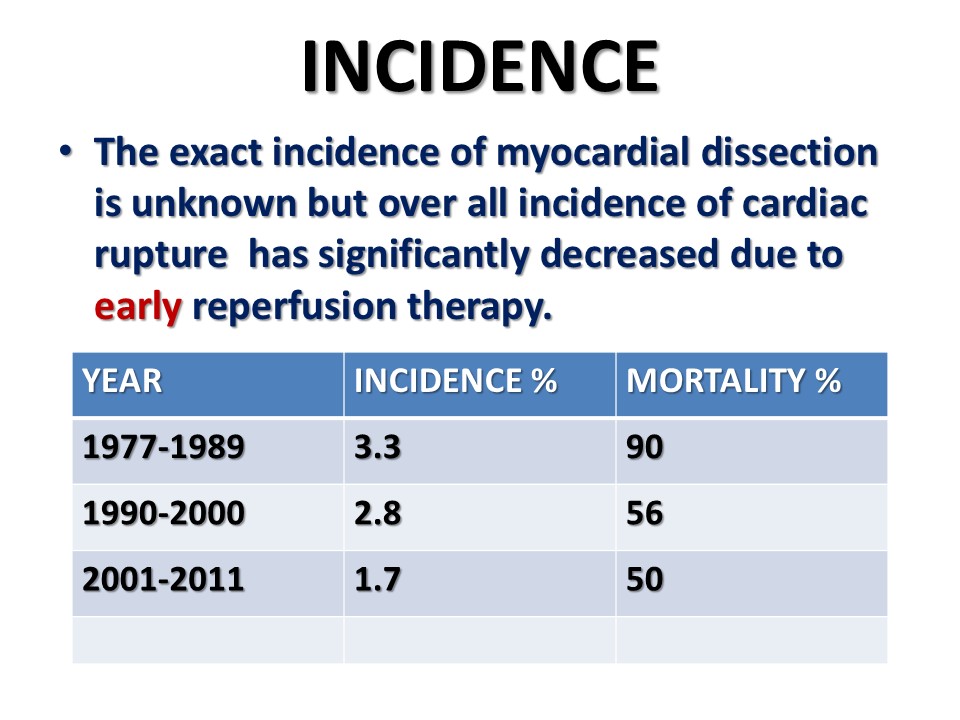 INCIDENCE
• The exact incidence of myocardial dissection
is unknown but over all incidence of cardiac
rupture  has significantly decreased due to
early reperfusion therapy.
YEAR INCIDENCE % MORTALITY %
1977-1989 3.3 90
1990-2000 2.8 56
2001-2011 1.7 50